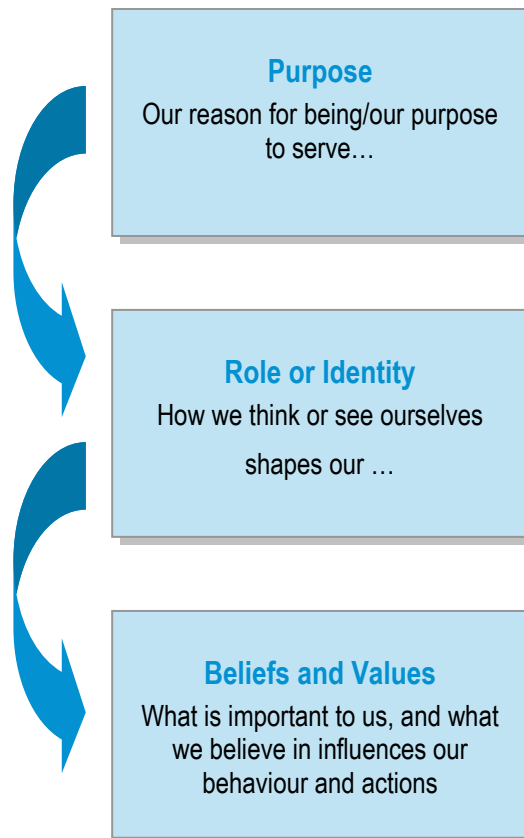 Purpose
Our reason for being/our purpose
to serve…
Role or Identity
How we think or see ourselves
shapes our …
Beliefs and Values
What is important to us, and what
we believe in influences our
behaviour and actions